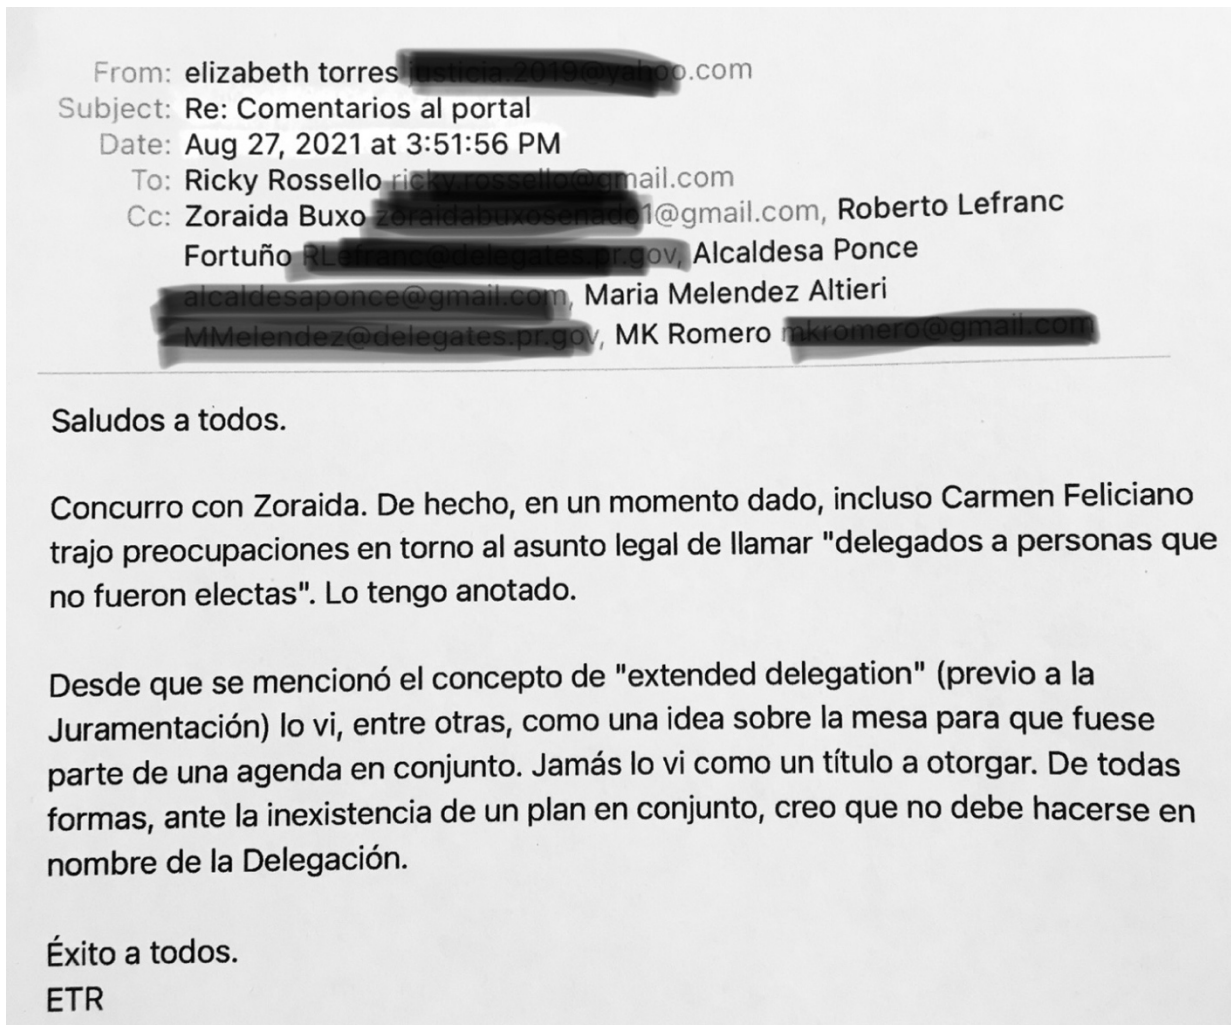 From: elizabeth torres o.com
Subject: Re: Comentarios al portal
Date: Aug 27, 2021 at 3:51:56 PM
To: Ricky Rossello mail.com
Cc: Zoraida Buxo 1@gmail.com, Roberto Lefranc
Fortuño Alcaldesa Ponce
, Maria Melendez Altieri
, MK Romero
Saludos a todos.
Concurro con Zoraida. De hecho, en un momento dado, incluso Carmen Feliciano
trajo preocupaciones en torno al asunto legal de llamar "delegados a personas que
no fueron electas". Lo tengo anotado.
Desde que se mencionó el concepto de "extended delegation" (previo a la
Juramentación) lo vi, entre otras, como una idea sobre la mesa para que fuese
parte de una agenda en conjunto. Jamás lo vi como un título a otorgar. De todas
formas, ante la inexistencia de un plan en conjunto, creo que no debe hacerse en
nombre de la Delegación.
Éxito a todos.
ETR